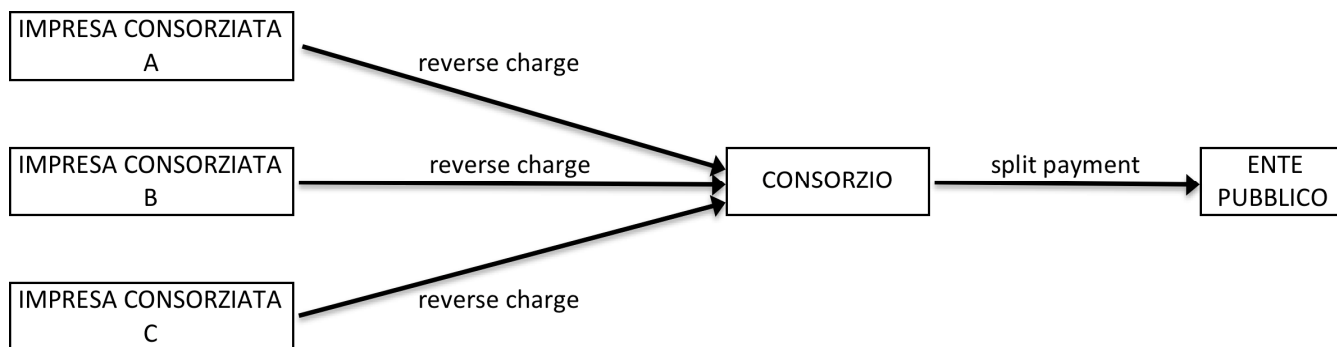 IMPRESA CONSORZIATA
A
reverse charge
IMPRESA CONSORZIATA
B
reverse charge
CONSORZIO
split payment
ENTE
PUBBLICO
IMPRESA CONSORZIATA
C
reverse charge